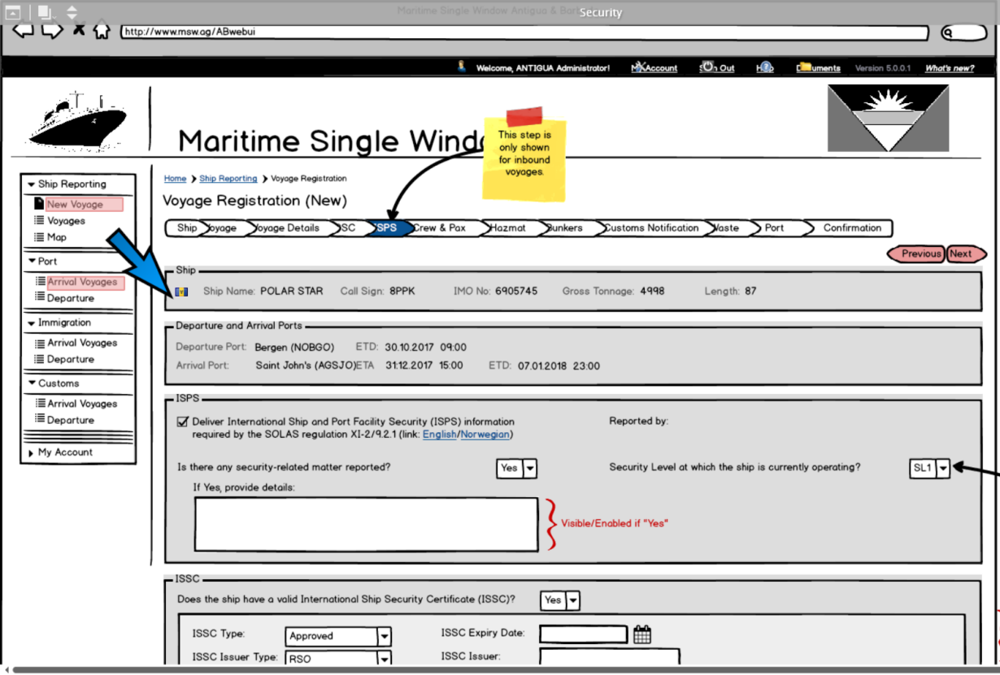 Maritime Single Window Antigua &
Security
http://www.msw.ag/ABwebui
Welcome, ANTIGUA Administrator!
Account
Out
Version 5.0.0.1
What's new?
Maritime Single
This step is
only shown
for inbound
voyages.
Ship Reporting
New Voyage
Voyages
Map
Port
Arrival Voyages
Departure
Immigration
Arrival Voyages
Departure
Customs
Arrival Voyages
Departure
My Account
Home > Ship Reporting > Voyage Registration
Voyage Registration (New)
Ship
oyage
oyage Details
SC
SPS
Crew & Pax
Hazmat
Bunkers
Customs Notification
Waste
Port
Confirmation
Previous
Next
Ship
Ship Name: POLAR STAR Call Sign: 8PPK IMO No: 6905745 Gross Tonnage: 4998 Length: 87
Departure and Arrival Ports
Departure Port: Bergen (NOBGO) ETD: 30.10.2017 09:00
Arrival Port: Saint John's (AGSJO)ETA 31.12.2017 15:00 ETD: 07.01.2018 23:00
ISPS
Deliver International Ship and Port Facility Security (ISPS) information
required by the SOLAS regulation XI-2/9.2.1 (link: English/Norwegian)
Reported by:
Is there any security-related matter reported? Yes
Security Level at which the ship is currently operating? SL1
If Yes, provide details:
Visible/Enabled if "Yes"
ISSC
Does the ship have a valid International Ship Security Certificate (ISSC)? Yes
ISSC Type: Approved
ISSC Expiry Date:
ISSC Issuer Type: RSO
ISSC Issuer: